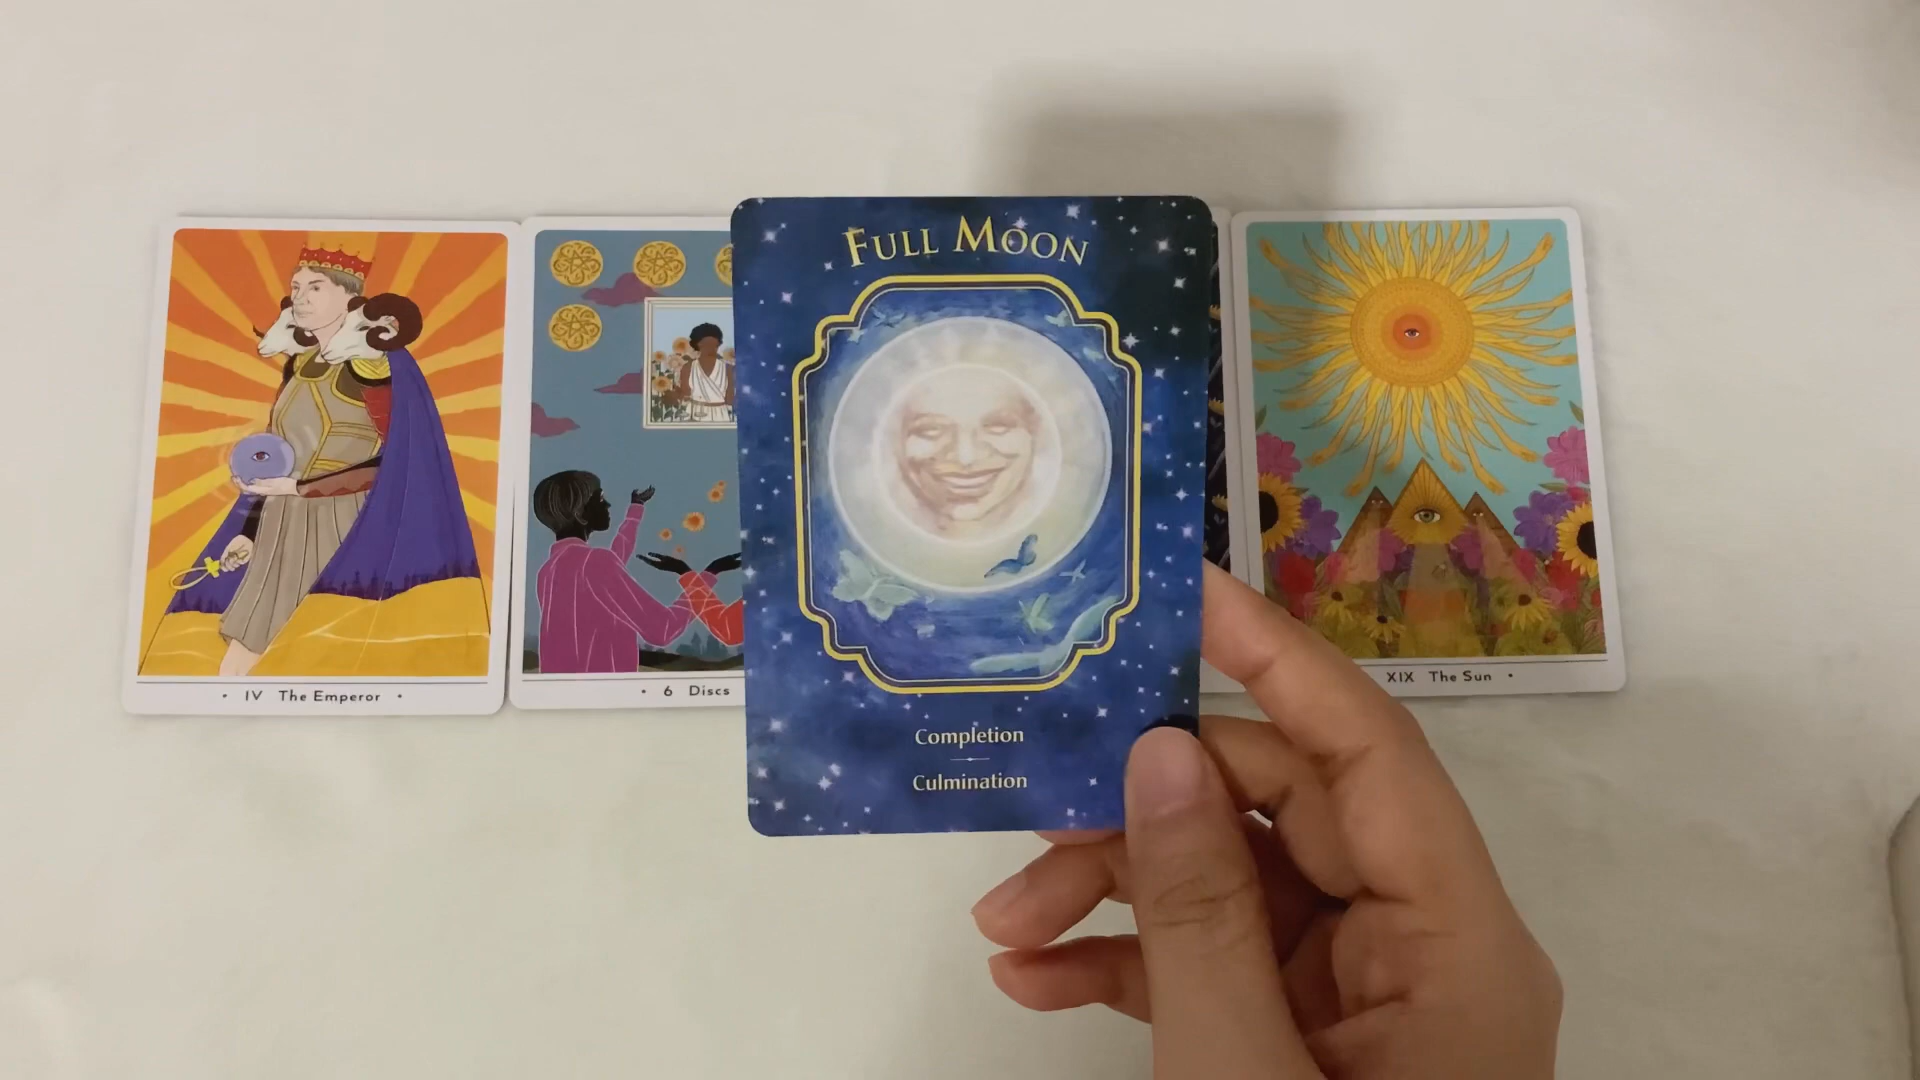 FULL MOON
Completion
Culmination
• IV The Emperor •
• 6 Discs
XIX The Sun •